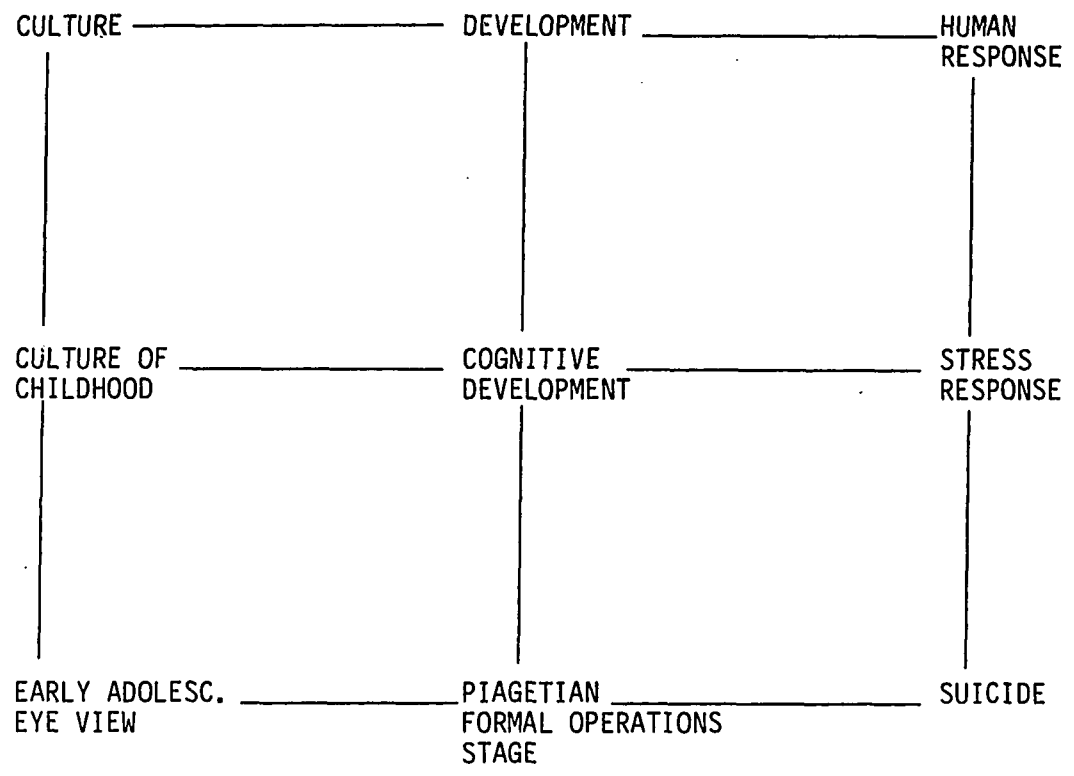 CULTURE DEVELOPMENT HUMAN
RESPONSE
CULTURE OF COGNITIVE STRESS
CHILDHOOD DEVELOPMENT RESPONSE
EARLY ADOLESC. PIAGETIAN SUICIDE
EYE VIEW FORMAL OPERATIONS
STAGE